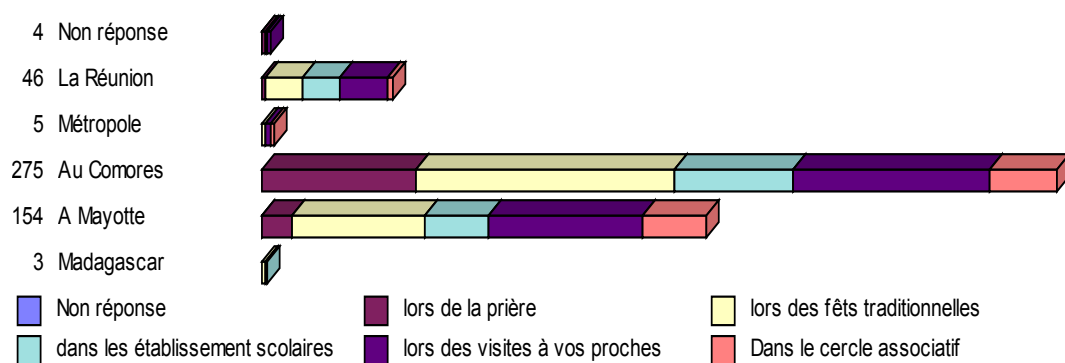 4 Non réponse
46 La Réunion
5 Métropole
275 Au Comores
154 A Mayotte
3 Madagascar
Non réponse lors de la prière lors des fêts traditionnelles
dans les établissement scolaires lors des visites à vos proches Dans le cercle associatif